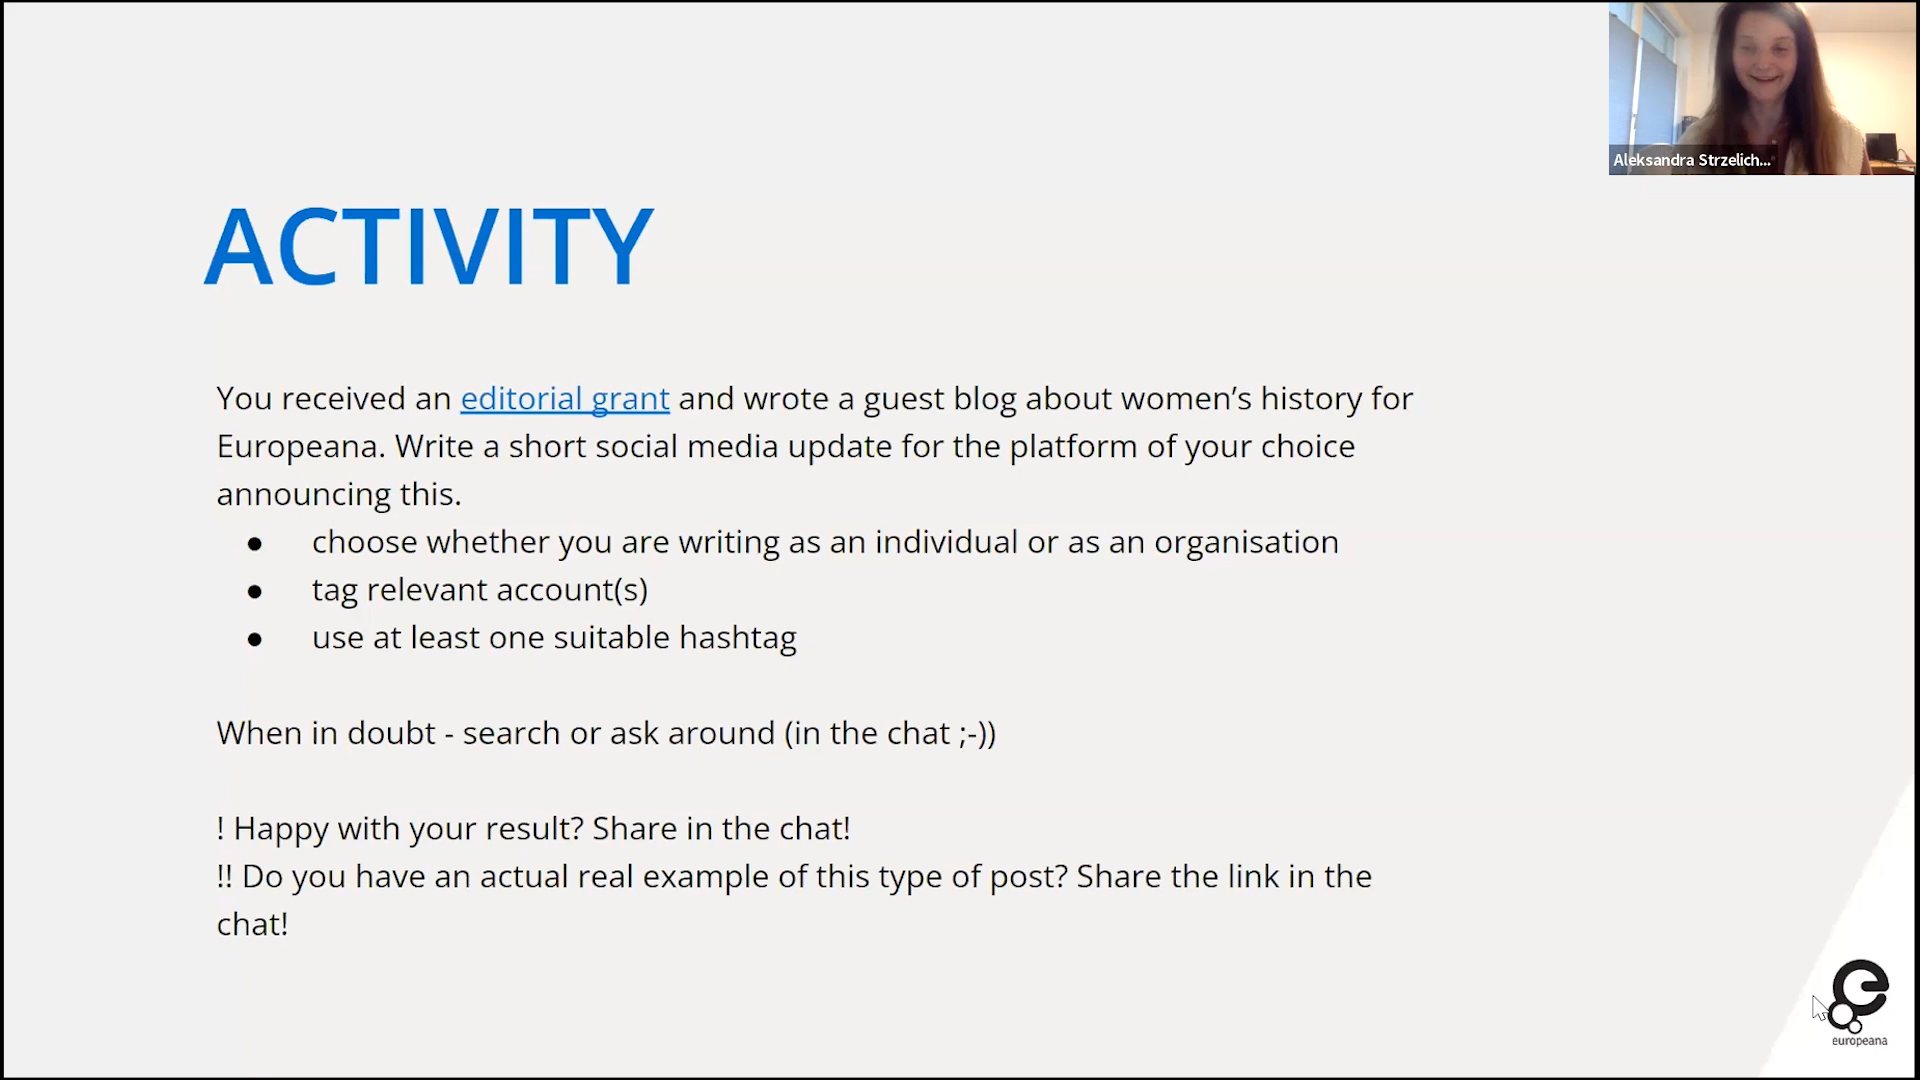 Aleksandra Strzelich...
ACTIVITY
You received an editorial grant and wrote a guest blog about women’s history for
Europeana. Write a short social media update for the platform of your choice
announcing this.
● choose whether you are writing as an individual or as an organisation
● tag relevant account(s)
● use at least one suitable hashtag
When in doubt - search or ask around (in the chat ;-))
! Happy with your result? Share in the chat!
!! Do you have an actual real example of this type of post? Share the link in the
chat!
europeana